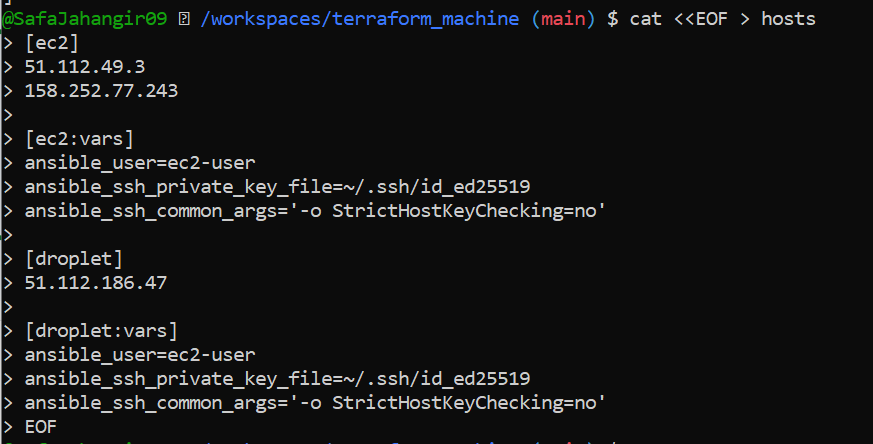 @SafaJahangir09 /workspaces/terraform_machine (main) $ cat <<EOF > hosts
> [ec2]
> 51.112.49.3
> 158.252.77.243
>
> [ec2:vars]
> ansible_user=ec2-user
> ansible_ssh_private_key_file=~/.ssh/id_ed25519
> ansible_ssh_common_args='-o StrictHostKeyChecking=no'
>
> [droplet]
> 51.112.186.47
>
> [droplet:vars]
> ansible_user=ec2-user
> ansible_ssh_private_key_file=~/.ssh/id_ed25519
> ansible_ssh_common_args='-o StrictHostKeyChecking=no'
> EOF